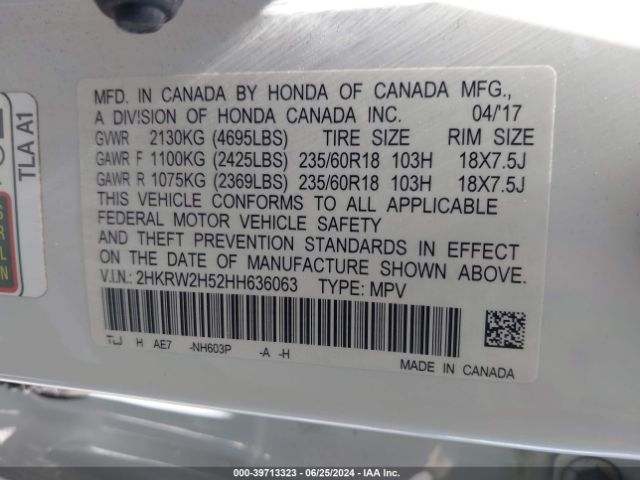 MFD. IN CANADA BY HONDA OF CANADA MFG.,
A DIVISION OF HONDA CANADA INC. 04/'17
GVWR 2130KG (4695LBS) TIRE SIZE RIM SIZE
GAWR F 1100KG (2425LBS) 235/60R18 103H 18X7.5J
GAWR R 1075KG (2369LBS) 235/60R18 103H 18X7.5J
THIS VEHICLE CONFORMS TO ALL APPLICABLE
FEDERAL MOTOR VEHICLE SAFETY
AND THEFT PREVENTION STANDARDS IN EFFECT
ON THE DATE OF MANUFACTURE SHOWN ABOVE.
V.I.N.: 2HKRW2H52HH636063 TYPE: MPV
TLJ H AE7 -NH603P -A -H
MADE IN CANADA
TLA A1
000-39713323 | 06/25/2024 | IAA Inc.